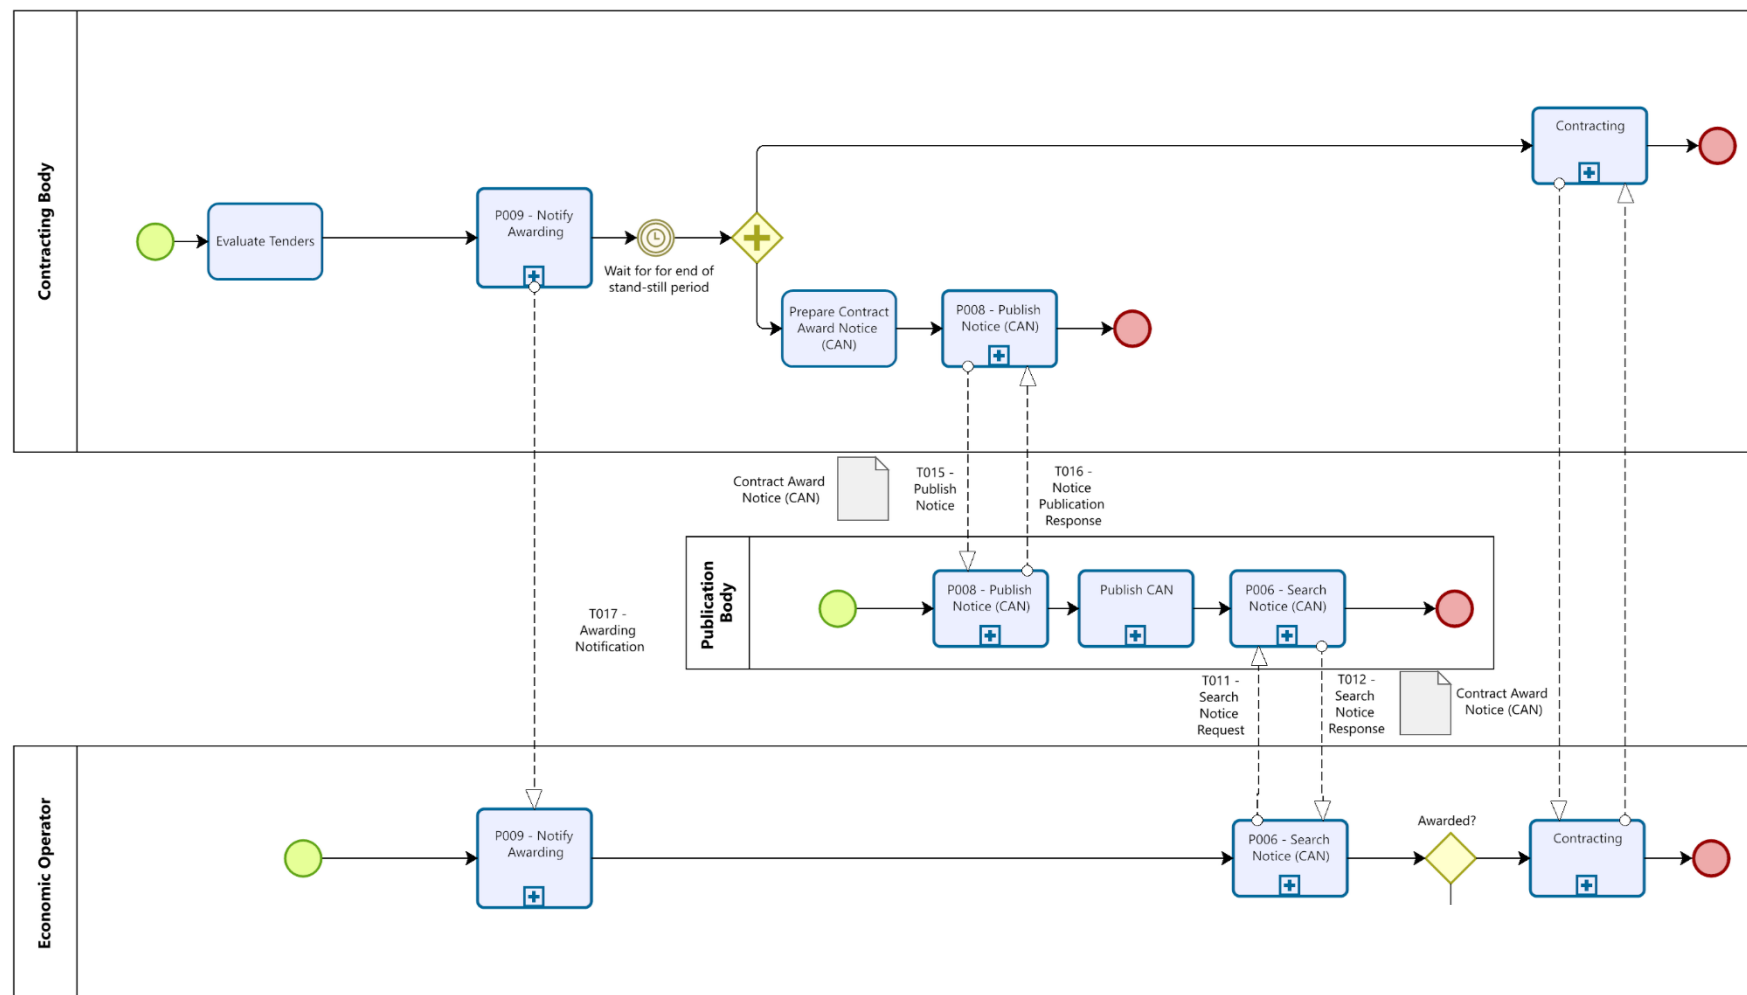 Contracting Body
Evaluate Tenders
P009 - Notify
Awarding
Wait for for end of
stand-still period
Prepare Contract
Award Notice
(CAN)
P008 - Publish
Notice (CAN)
Contracting
Contract Award
Notice (CAN)
T015 -
Publish
Notice
T016 -
Notice
Publication
Response
Publication
Body
P008 - Publish
Notice (CAN)
Publish CAN
P006 - Search
Notice (CAN)
T017 -
Awarding
Notification
T011 -
Search
Notice
Request
T012 -
Search
Notice
Response
Contract Award
Notice (CAN)
Economic Operator
P009 - Notify
Awarding
P006 - Search
Notice (CAN)
Awarded?
Contracting